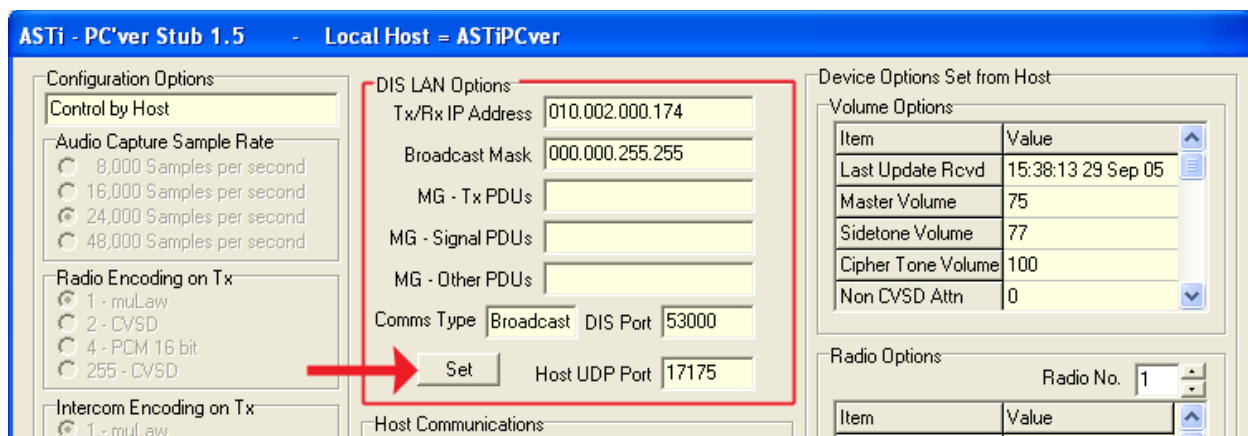 ASTi - PC'ver Stub 1.5 - Local Host = ASTiPCver
Configuration Options
Control by Host
Audio Capture Sample Rate
8,000 Samples per second
16,000 Samples per second
24,000 Samples per second
48,000 Samples per second
Radio Encoding on Tx
1 - muLaw
2 - CVSD
4 - PCM 16 bit
255 - CVSD
Intercom Encoding on Tx
1 - muLaw
DIS LAN Options
Tx/Rx IP Address 010.002.000.174
Broadcast Mask 000.000.255.255
MG - Tx PDUs
MG - Signal PDUs
MG - Other PDUs
Comms Type Broadcast DIS Port 53000
Set Host UDP Port 17175
Host Communications
Device Options Set from Host
Volume Options
Item Value
Last Update Rcvd 15:38:13 29 Sep 05
Master Volume 75
Sidetone Volume 77
Cipher Tone Volume 100
Non CVSD Attn 0
Radio Options
Radio No. 1
Item Value